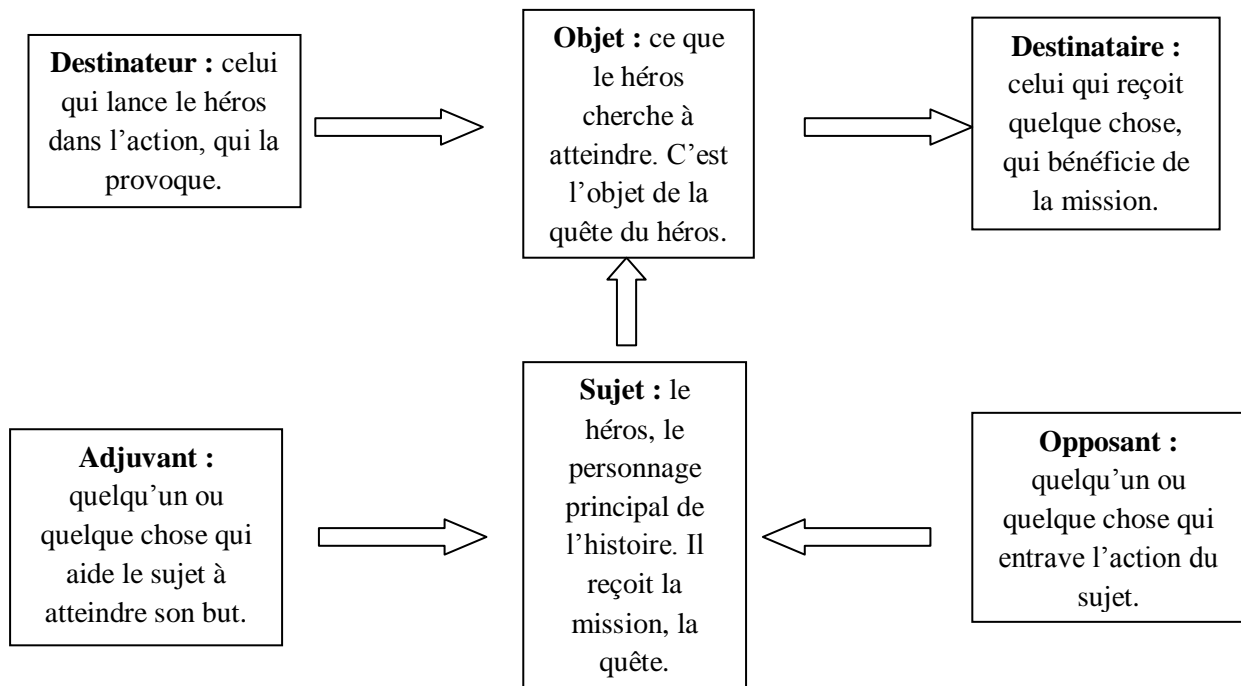 Destinateur : celui
qui lance le héros
dans l’action, qui la
provoque.
Objet : ce que
le héros
cherche à
atteindre. C’est
l’objet de la
quête du héros.
Destinataire :
celui qui reçoit
quelque chose,
qui bénéficie de
la mission.
Adjuvant :
quelqu’un ou
quelque chose qui
aide le sujet à
atteindre son but.
Sujet : le
héros, le
personnage
principal de
l’histoire. Il
reçoit la
mission, la
quête.
Opposant :
quelqu’un ou
quelque chose qui
entrave l’action du
sujet.